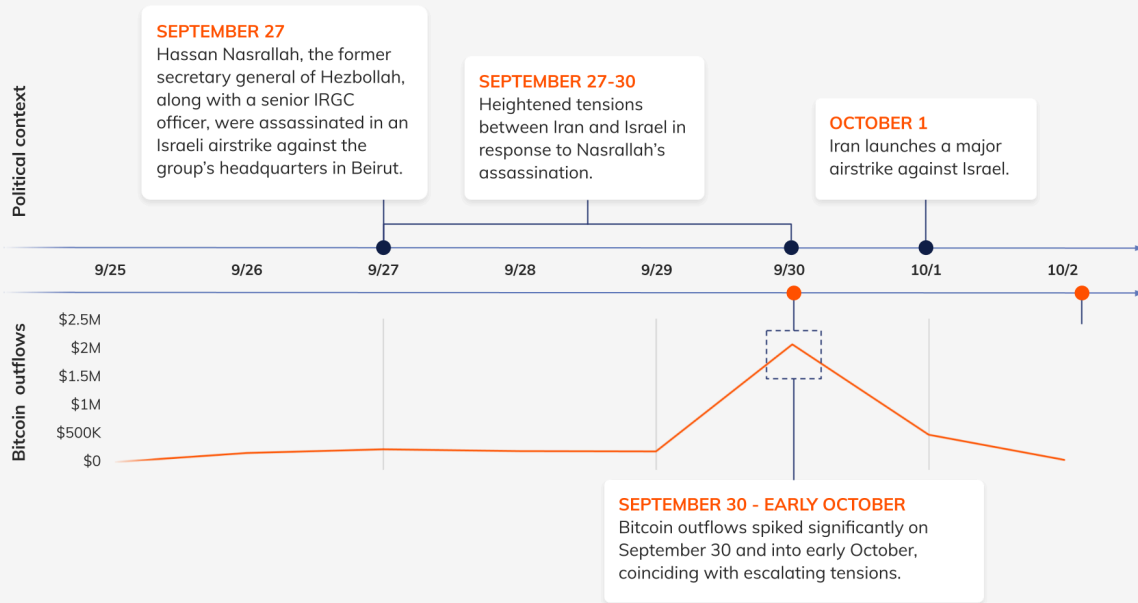 Political context
SEPTEMBER 27
Hassan Nasrallah, the former
secretary general of Hezbollah,
along with a senior IRGC
officer, were assassinated in an
Israeli airstrike against the
group's headquarters in Beirut.
SEPTEMBER 27-30
Heightened tensions
between Iran and Israel in
response to Nasrallah's
assassination.
OCTOBER 1
Iran launches a major
airstrike against Israel.
9/25 9/26 9/27 9/28 9/29 9/30 10/1 10/2
Bitcoin outflows
$2.5M
$2M
$1.5M
$1M
$500K
$0
SEPTEMBER 30 - EARLY OCTOBER
Bitcoin outflows spiked significantly on
September 30 and into early October,
coinciding with escalating tensions.